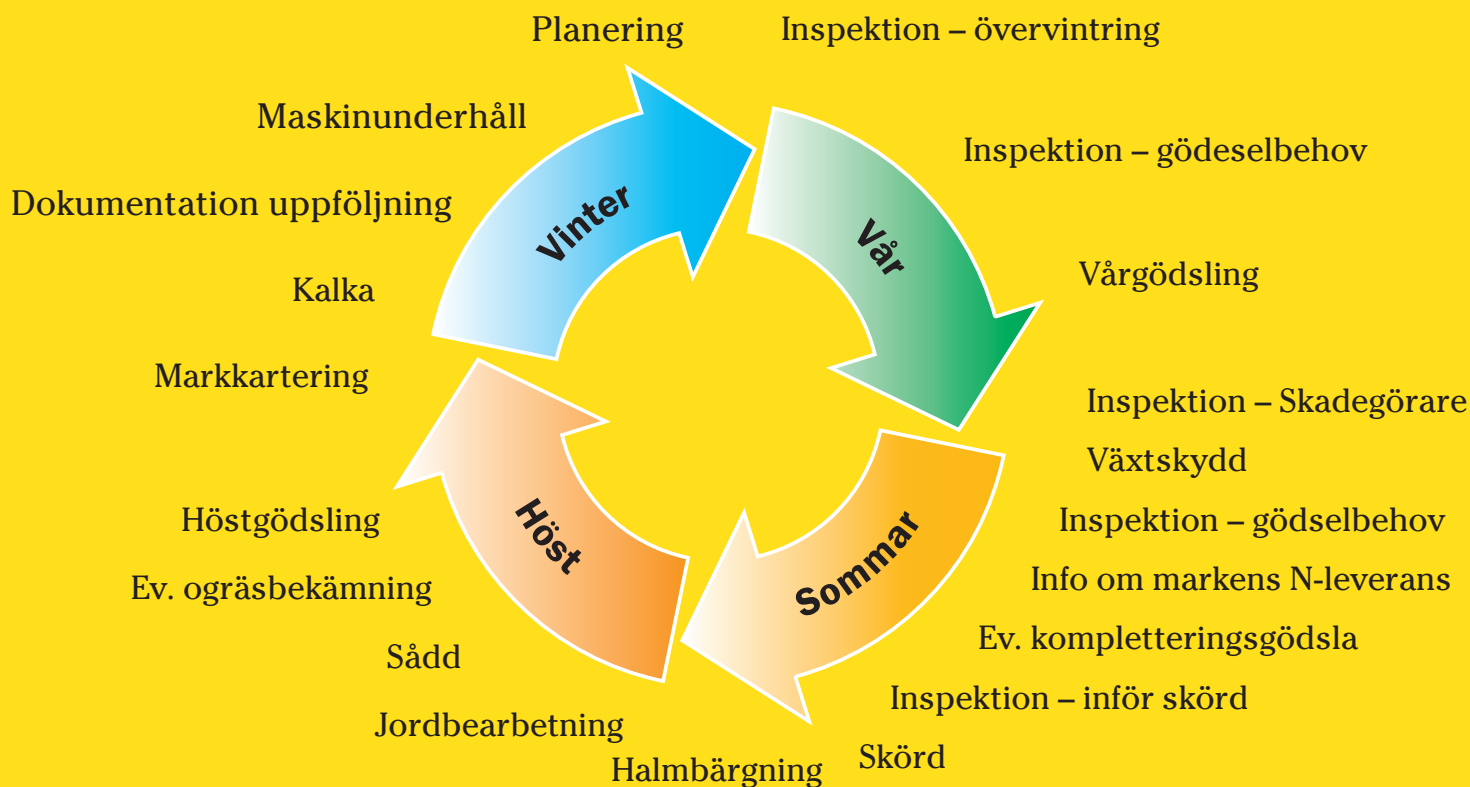 Planering
Inspektion – övervintring
Maskinunderhåll
Inspektion – gödeselbehov
Dokumentation uppföljning
Vinter
Vår
Vårgödsling
Kalka
Markkartering
Inspektion – Skadegörare
Växtskydd
Höstgödsling
Höst
Sommar
Inspektion – gödselbehov
Info om markens N-leverans
Ev. ogräsbekämning
Ev. kompletteringsgödsla
Sådd
Inspektion – inför skörd
Jordbearbetning
Skörd
Halmbärgning